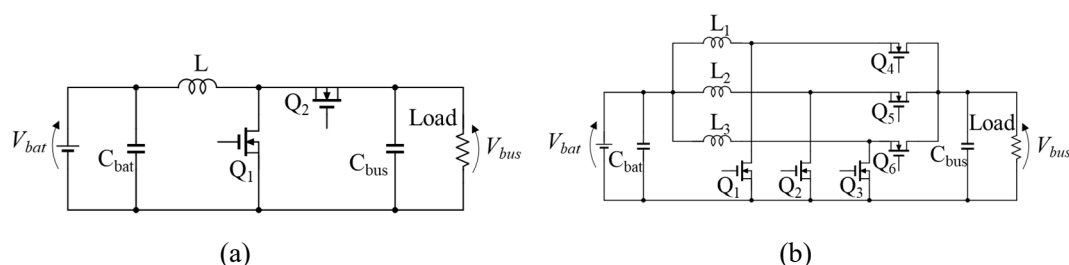 L
Q2
Load
Vbat
Cbat
Q1
Cbus
Vbus
(a)
L1
Q4
L2
Q5
L3
Load
Vbat
Cbat
Q1
Q2
Q3
Q6
Cbus
Vbus
(b)